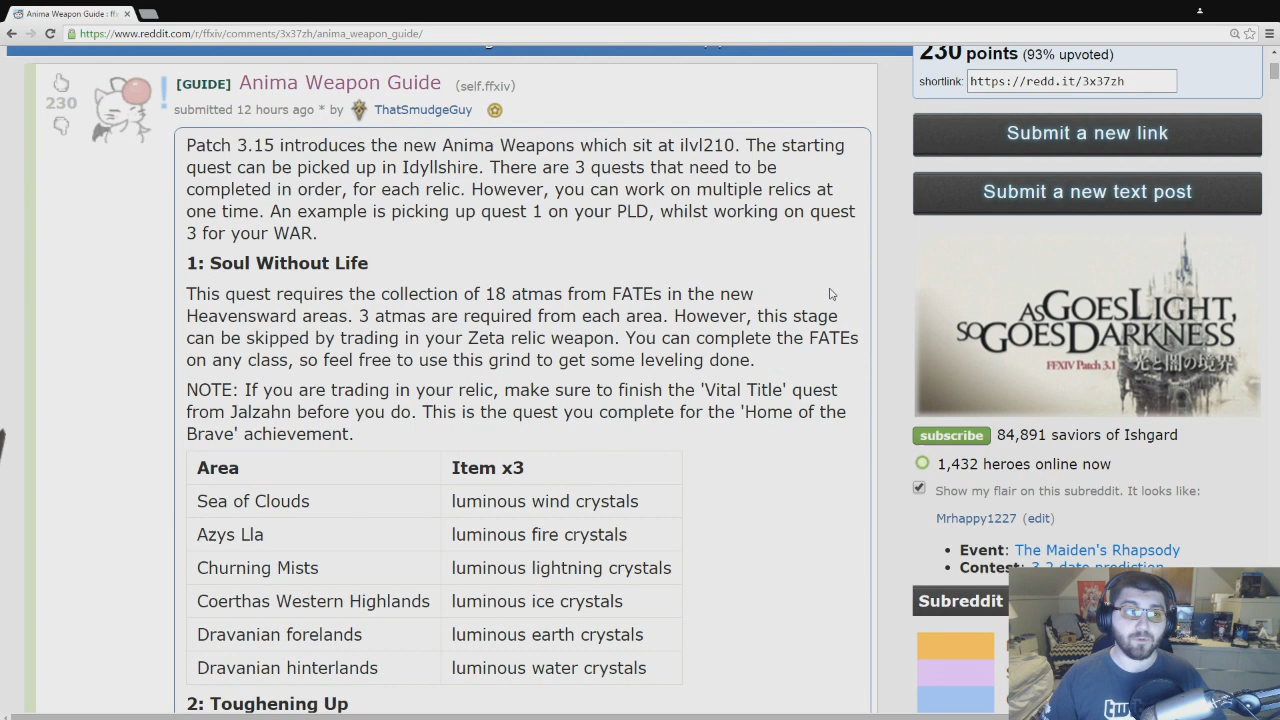 Anima Weapon Guide : ff
https://www.reddit.com/r/ffxiv/comments/3x37zh/anima_weapon_guide/
230
[GUIDE] Anima Weapon Guide (self.ffxiv)
submitted 12 hours ago * by ThatSmudgeGuy
Patch 3.15 introduces the new Anima Weapons which sit at ilvl210. The starting
quest can be picked up in Idyllshire. There are 3 quests that need to be
completed in order, for each relic. However, you can work on multiple relics at
one time. An example is picking up quest 1 on your PLD, whilst working on quest
3 for your WAR.
1: Soul Without Life
This quest requires the collection of 18 atmas from FATEs in the new
Heavensward areas. 3 atmas are required from each area. However, this stage
can be skipped by trading in your Zeta relic weapon. You can complete the FATEs
on any class, so feel free to use this grind to get some leveling done.
NOTE: If you are trading in your relic, make sure to finish the 'Vital Title' quest
from Jalzahn before you do. This is the quest you complete for the 'Home of the
Brave' achievement.
Area Item x3
Sea of Clouds luminous wind crystals
Azys Lla luminous fire crystals
Churning Mists luminous lightning crystals
Coerthas Western Highlands luminous ice crystals
Dravanian forelands luminous earth crystals
Dravanian hinterlands luminous water crystals
2: Toughening Up
230 points (93% upvoted)
shortlink: https://redd.it/3x37zh
Submit a new link
Submit a new text post
AS GOES LIGHT,
SO GOES DARKNESS
FFXIV Patch 3.1 光と闇の境界
subscribe 84,891 saviors of Ishgard
1,432 heroes online now
Show my flair on this subreddit. It looks like:
Mrhappy1227 (edit)
Event: The Maiden's Rhapsody
Contest: 3.2 date prediction
Subreddit